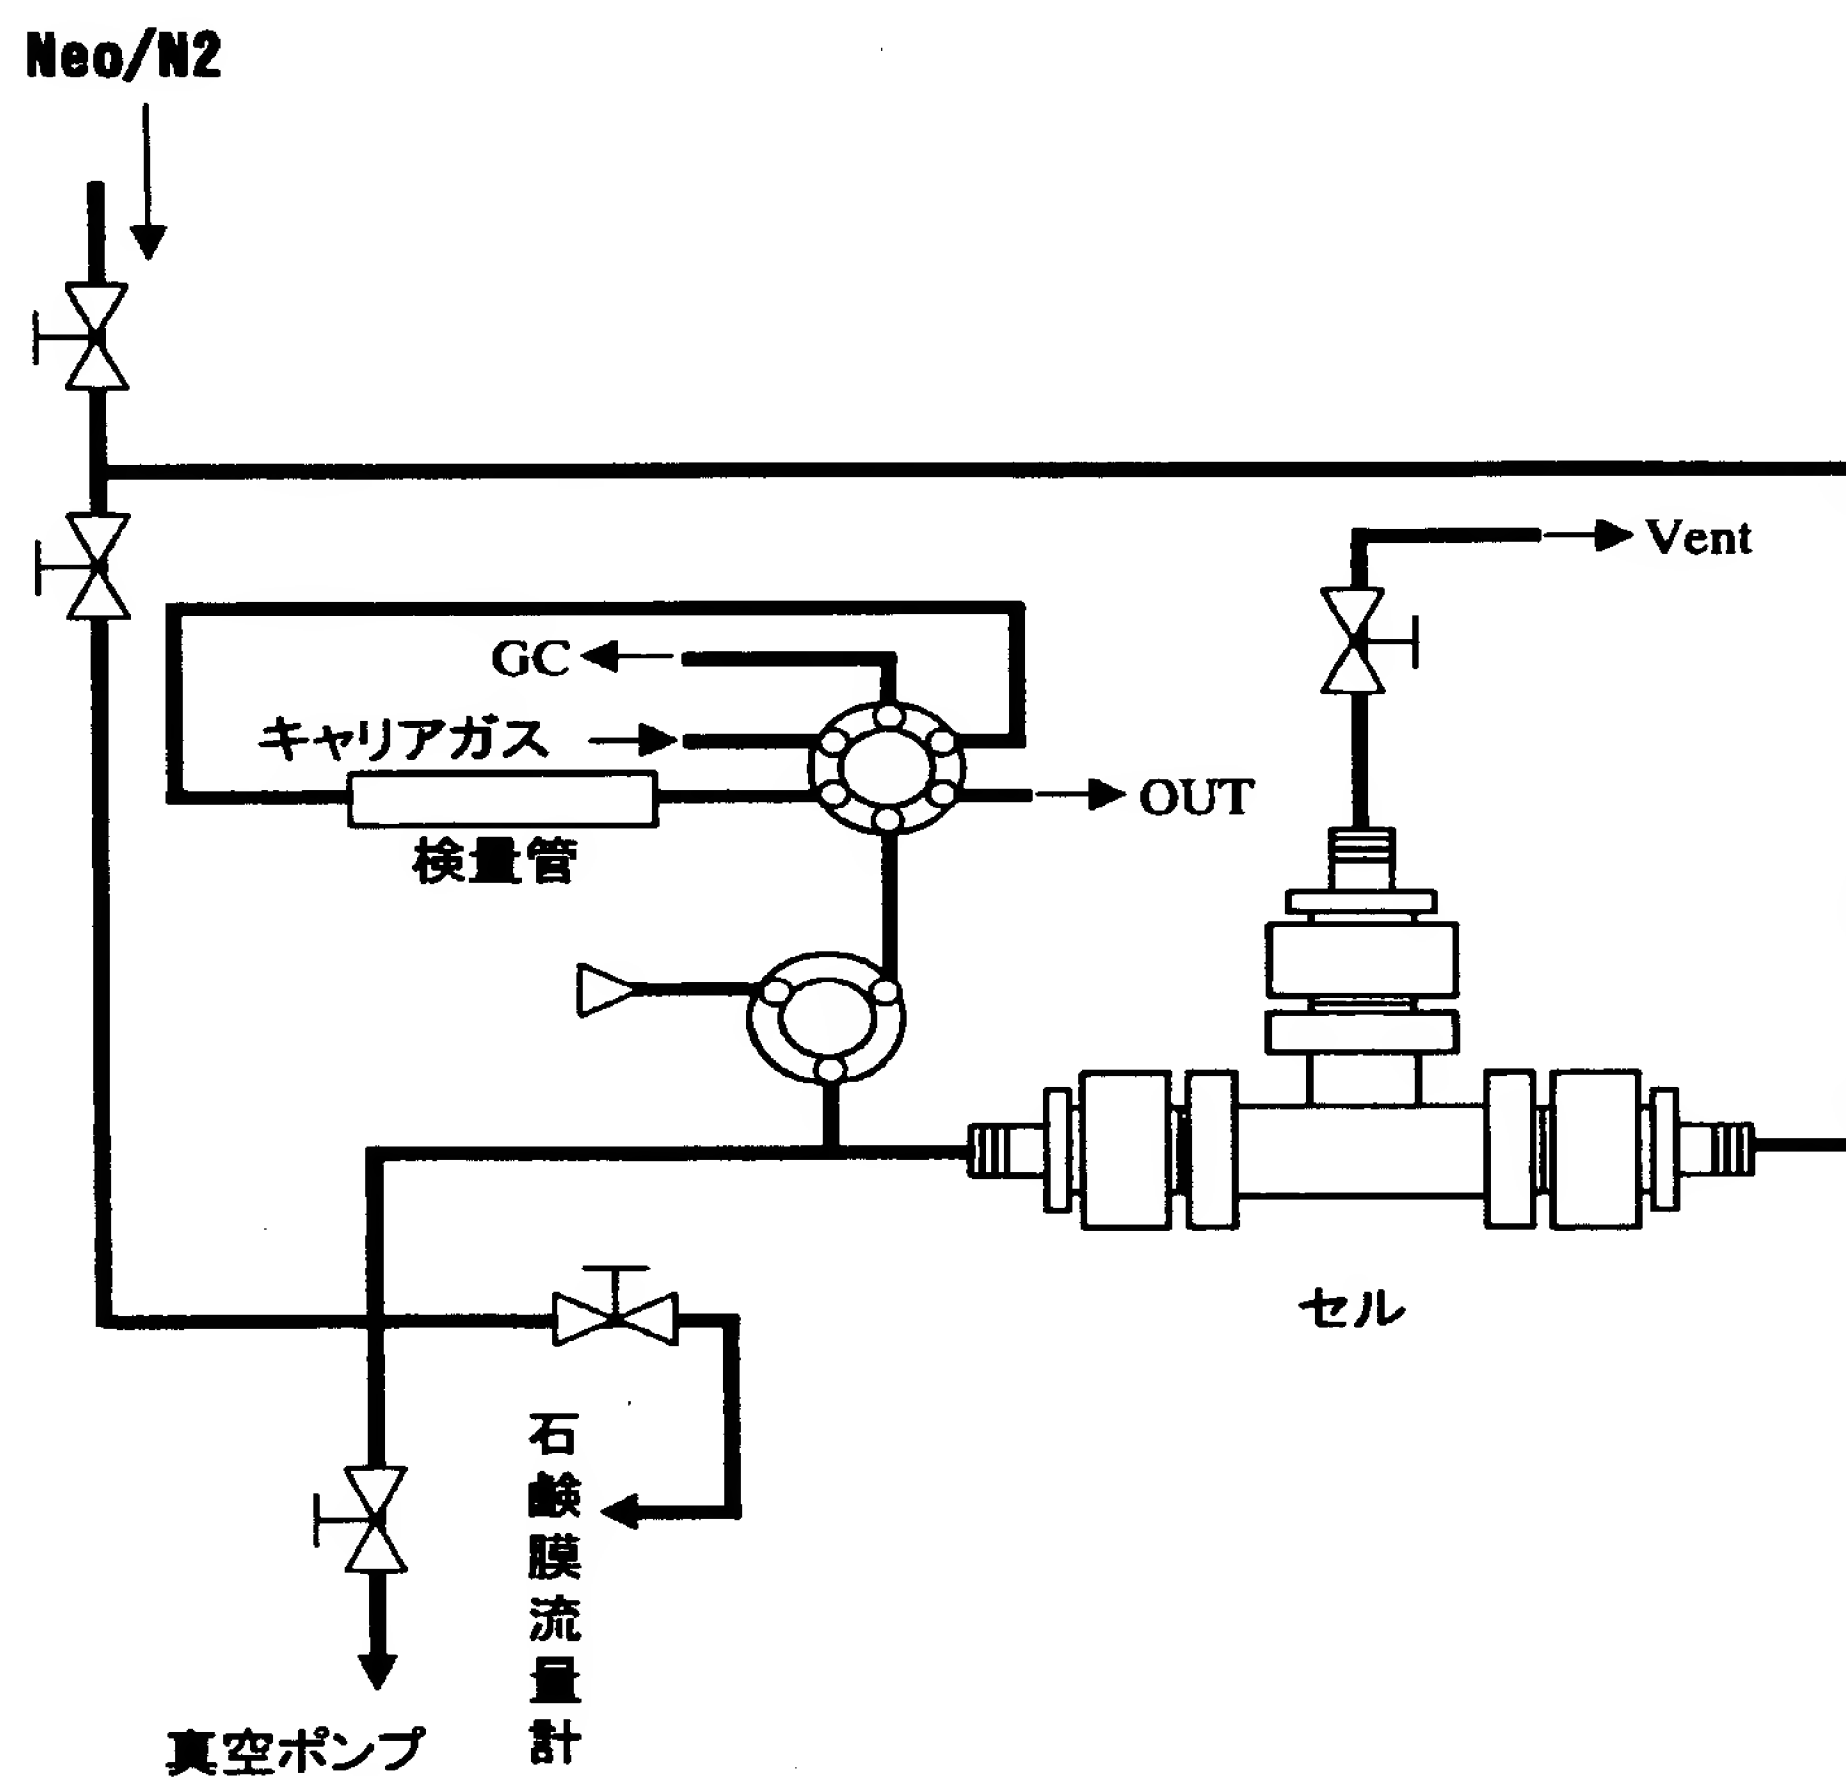 Neo/N2
Vent
GC
キャリアガス
OUT
検量管
セル
石鹸膜流量計
真空ポンプ